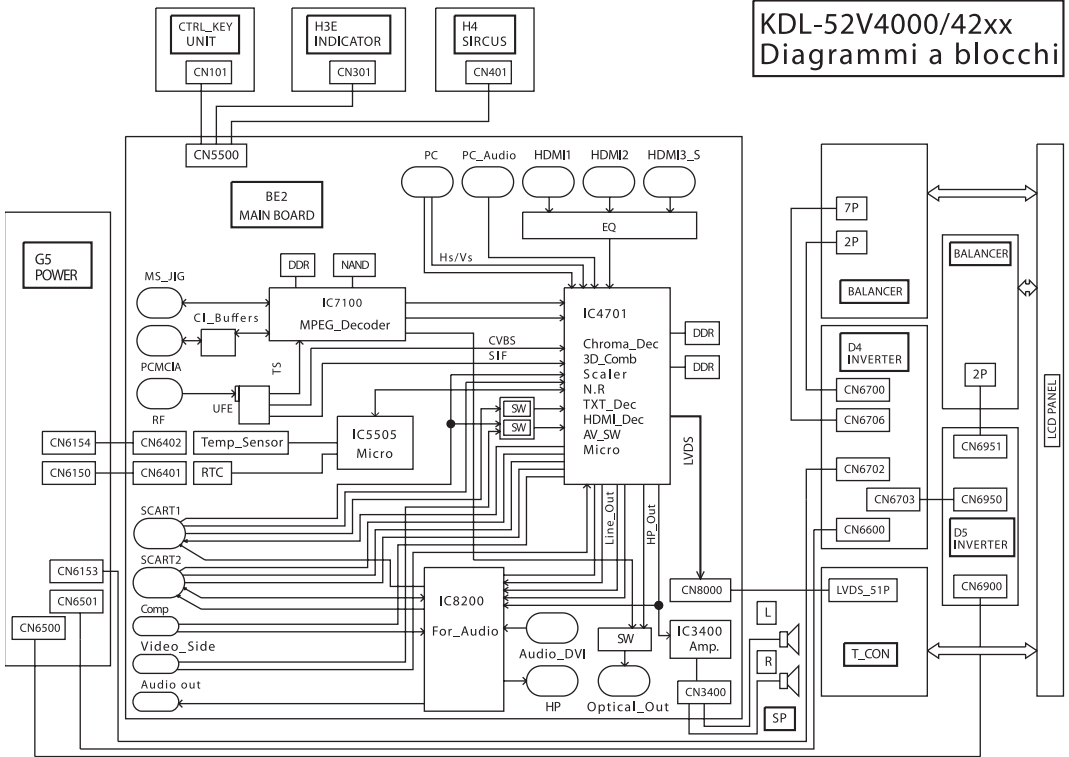 KDL-52V4000/42xx
Diagrammi a blocchi
CTRL_KEY
UNIT
CN101
H3E
INDICATOR
CN301
H4
SIRCUS
CN401
CN5500
BE2
MAIN BOARD
PC
PC_Audio
HDMI1
HDMI2
HDMI3_S
EQ
Hs/Vs
G5
POWER
MS_JIG
DDR
NAND
IC7100
MPEG_Decoder
CI_Buffers
PCMCIA
TS
CVBS
SIF
RF
UFE
IC4701
Chroma_Dec
3D_Comb
Scaler
N.R
TXT_Dec
HDMI_Dec
AV_SW
Micro
DDR
DDR
SW
SW
IC5505
Micro
Temp_Sensor
RTC
CN6154
CN6402
CN6150
CN6401
LVDS
SCART1
SCART2
Comp
Video_Side
Audio out
CN6153
CN6501
CN6500
IC8200
For_Audio
Line_Out
HP_Out
Audio_DVI
HP
SW
Optical_Out
CN8000
IC3400
Amp.
CN3400
L
R
SP
7P
2P
BALANCER
D4
INVERTER
CN6700
CN6706
CN6702
CN6703
CN6600
LVDS_51P
T_CON
BALANCER
2P
CN6951
CN6950
D5
INVERTER
CN6900
LCD PANEL